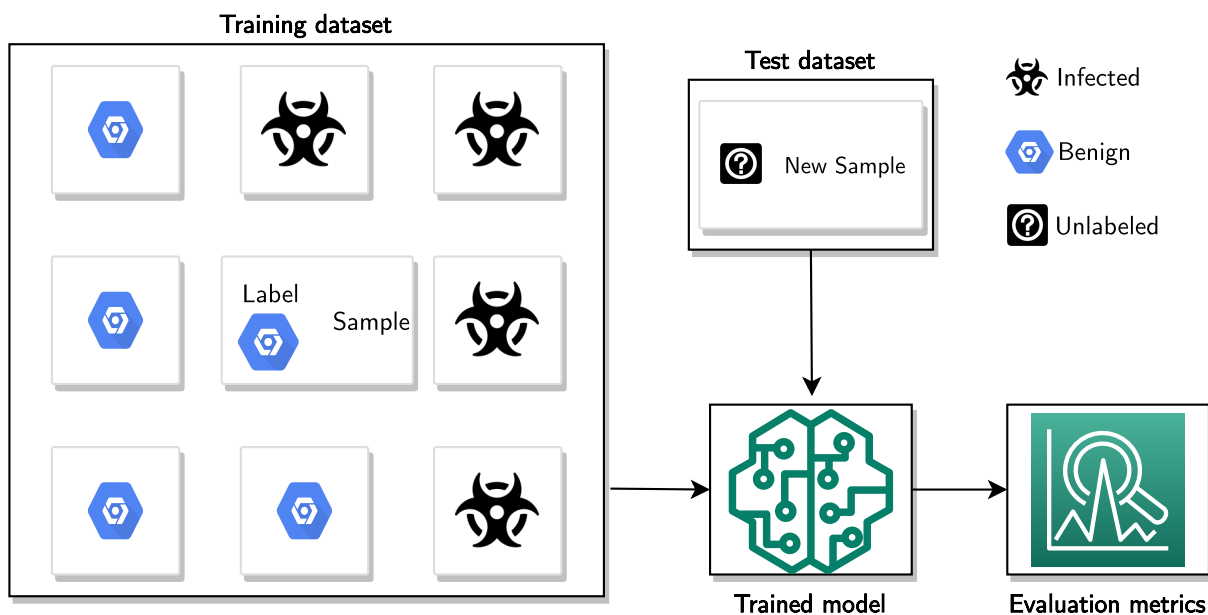 Training dataset
Label
Sample
Test dataset
New Sample
Infected
Benign
Unlabeled
Trained model
Evaluation metrics